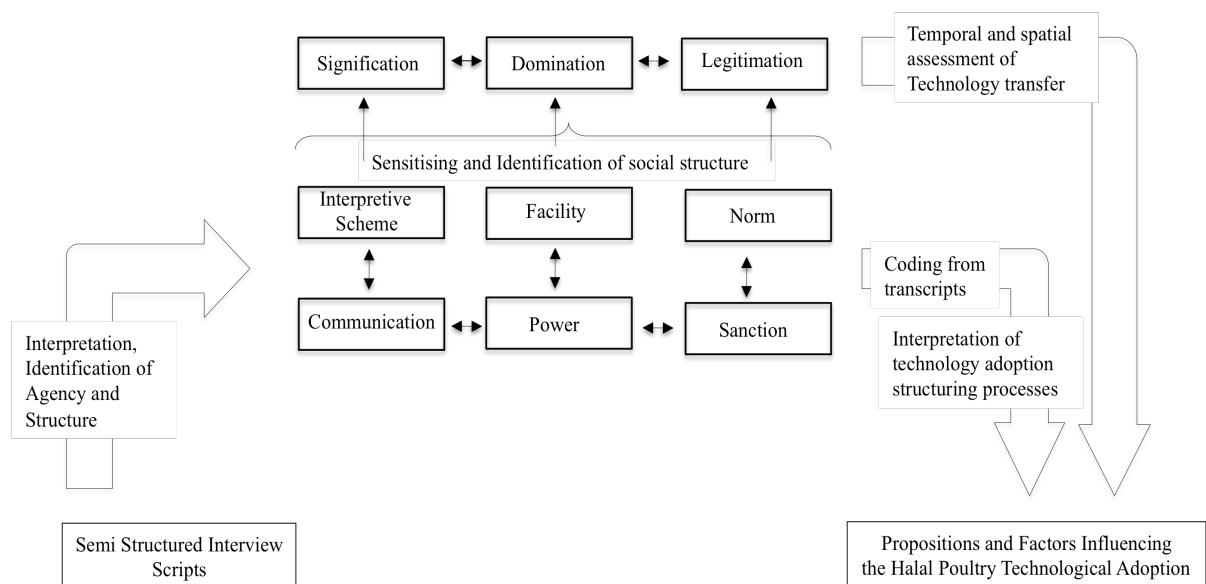 Signification
Domination
Legitimation
Temporal and spatial
assessment of
Technology transfer
Sensitising and Identification of social structure
Interpretive
Scheme
Facility
Norm
Communication
Power
Sanction
Coding from
transcripts
Interpretation of
technology adoption
structuring processes
Interpretation,
Identification of
Agency and
Structure
Semi Structured Interview
Scripts
Propositions and Factors Influencing
the Halal Poultry Technological Adoption